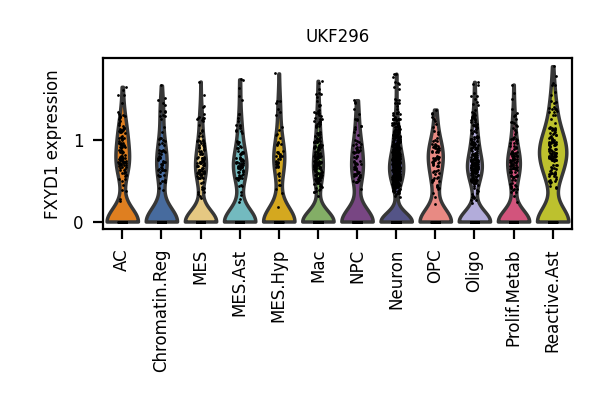 UKF296
FXYD1 expression
1
0
AC
Chromatin.Reg
MES
MES.Ast
MES.Hyp
Mac
NPC
Neuron
OPC
Oligo
Prolif.Metab
Reactive.Ast